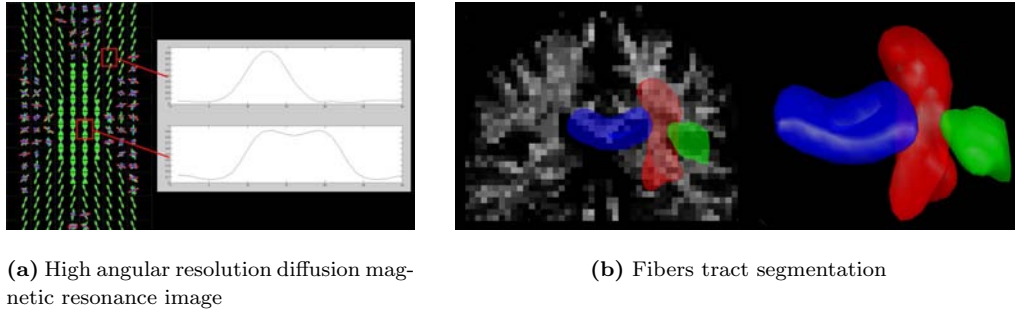 (a) High angular resolution diffusion mag-
netic resonance image
(b) Fibers tract segmentation